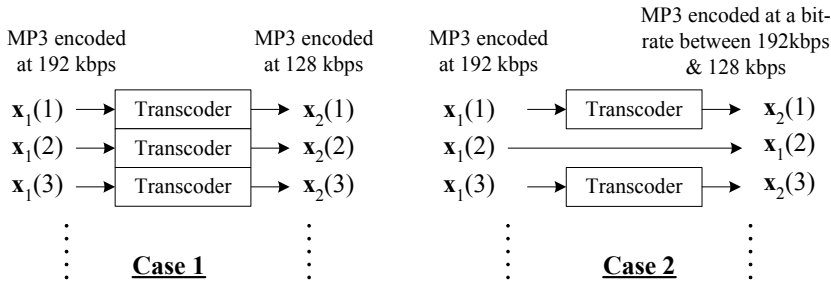 MP3 encoded
at 192 kbps
MP3 encoded
at 128 kbps
x₁(1) Transcoder x₂(1)
x₁(2) Transcoder x₂(2)
x₁(3) Transcoder x₂(3)
Case 1
MP3 encoded
at 192 kbps
MP3 encoded at a bit-
rate between 192kbps
& 128 kbps
x₁(1) Transcoder x₂(1)
x₁(2) x₁(2)
x₁(3) Transcoder x₂(3)
Case 2